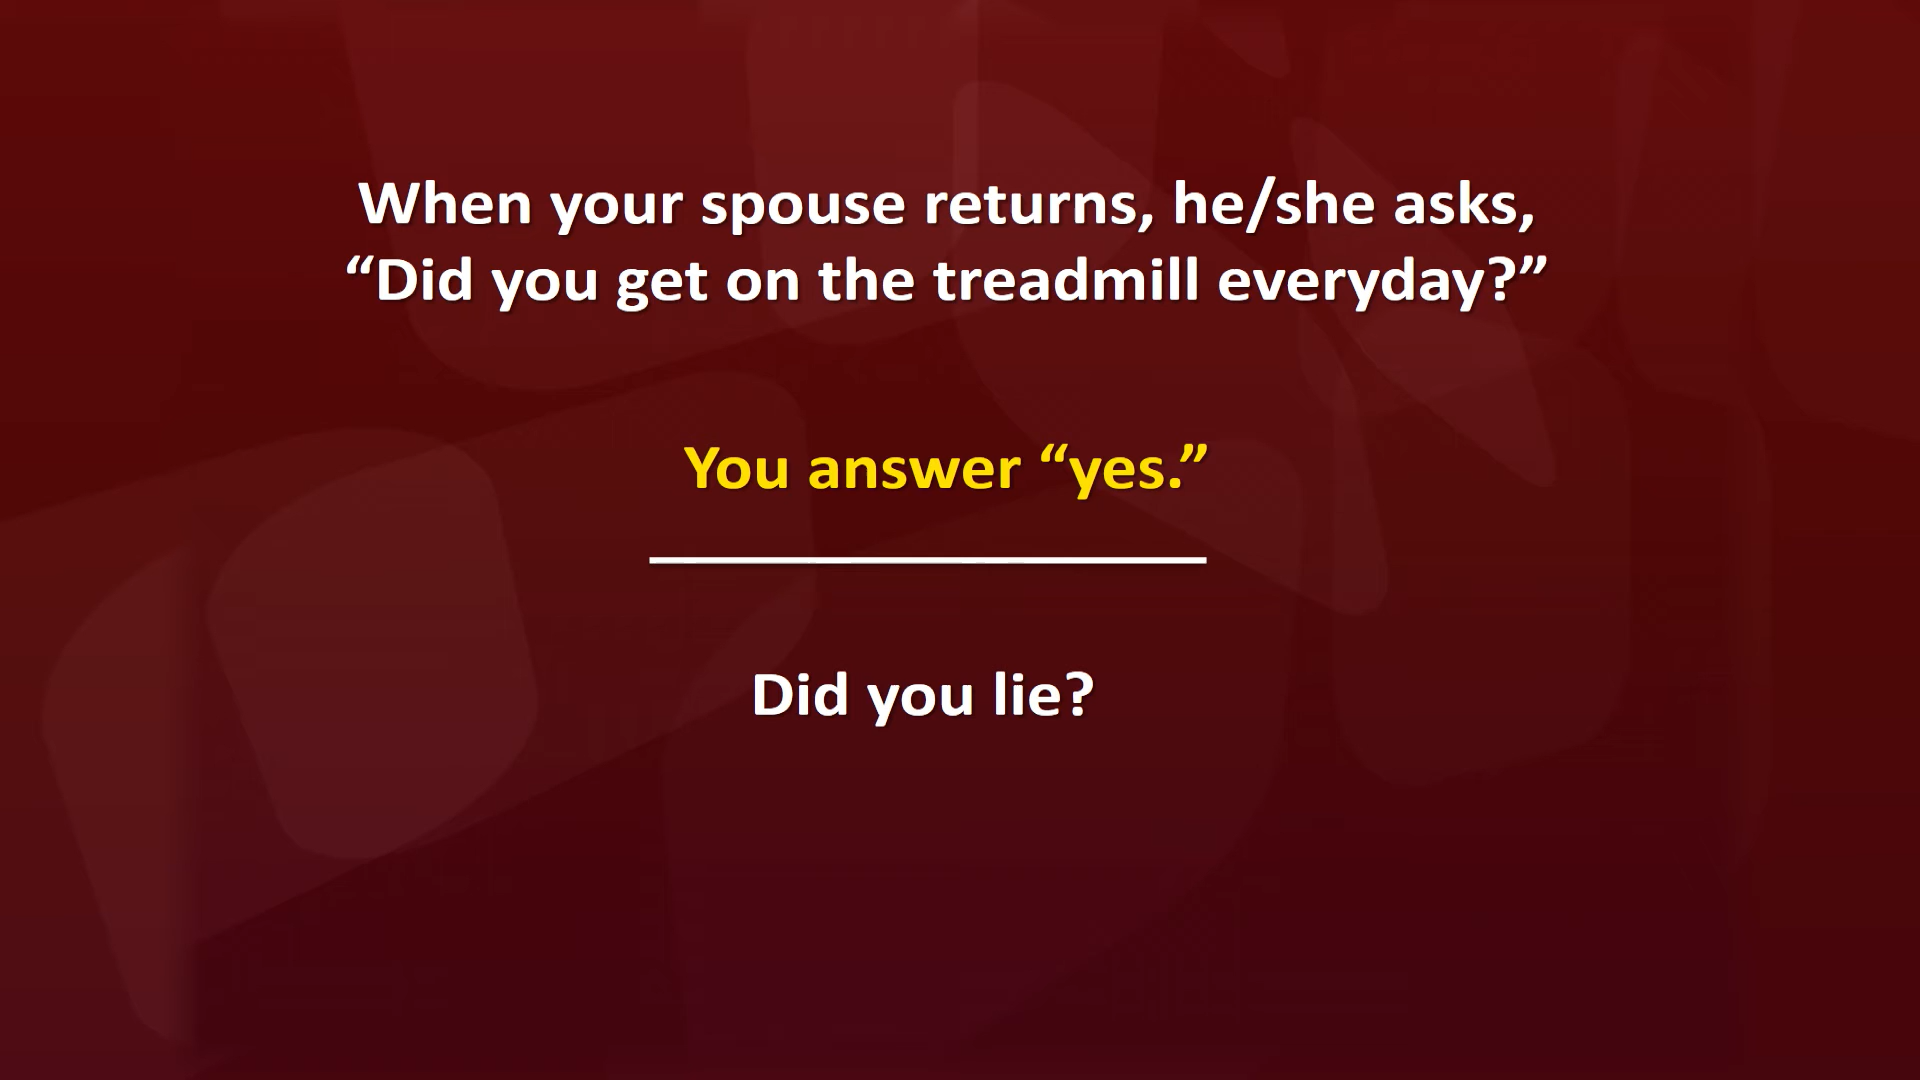 When your spouse returns, he/she asks,
“Did you get on the treadmill everyday?”
You answer “yes.”
Did you lie?